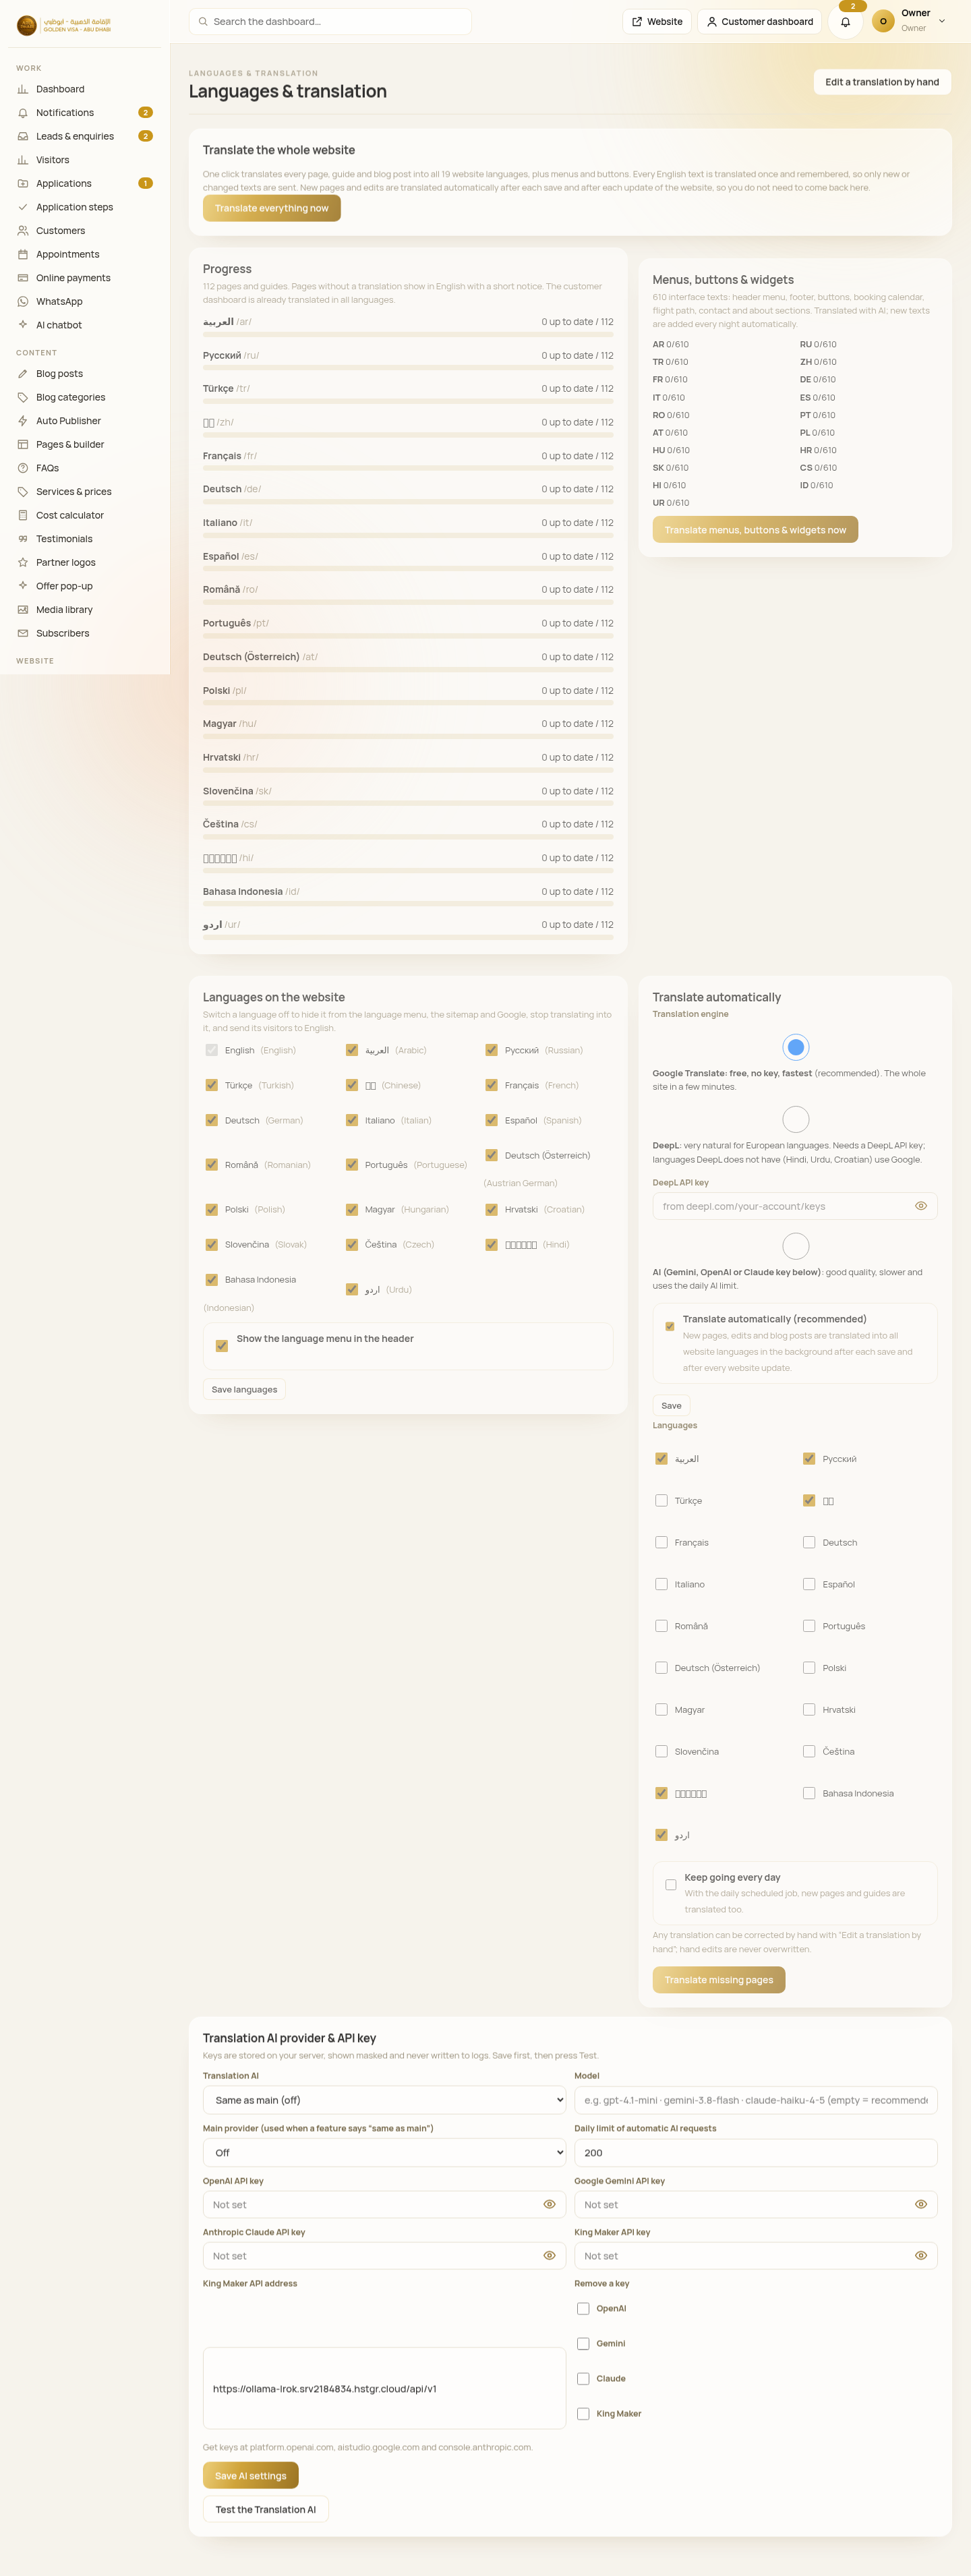 الإقامة الذهبية - أبوظبي
GOLDEN VISA - ABU DHABI
Search the dashboard...
Website
Customer dashboard
2
O
Owner
Owner
WORK
Dashboard
Notifications 2
Leads & enquiries 2
Visitors
Applications 1
Application steps
Customers
Appointments
Online payments
WhatsApp
AI chatbot
CONTENT
Blog posts
Blog categories
Auto Publisher
Pages & builder
FAQs
Services & prices
Cost calculator
Testimonials
Partner logos
Offer pop-up
Media library
Subscribers
WEBSITE
LANGUAGES & TRANSLATION
Languages & translation
Edit a translation by hand
Translate the whole website
One click translates every page, guide and blog post into all 19 website languages, plus menus and buttons. Every English text is translated once and remembered, so only new or
changed texts are sent. New pages and edits are translated automatically after each save and after each update of the website, so you do not need to come back here.
Translate everything now
Progress
112 pages and guides. Pages without a translation show in English with a short notice. The customer
dashboard is already translated in all languages.
العربية /ar/ 0 up to date / 112
Русский /ru/ 0 up to date / 112
Türkçe /tr/ 0 up to date / 112
/zh/ 0 up to date / 112
Français /fr/ 0 up to date / 112
Deutsch /de/ 0 up to date / 112
Italiano /it/ 0 up to date / 112
Español /es/ 0 up to date / 112
Română /ro/ 0 up to date / 112
Português /pt/ 0 up to date / 112
Deutsch (Österreich) /at/ 0 up to date / 112
Polski /pl/ 0 up to date / 112
Magyar /hu/ 0 up to date / 112
Hrvatski /hr/ 0 up to date / 112
Slovenčina /sk/ 0 up to date / 112
Čeština /cs/ 0 up to date / 112
/hi/ 0 up to date / 112
Bahasa Indonesia /id/ 0 up to date / 112
اردو /ur/ 0 up to date / 112
Menus, buttons & widgets
610 interface texts: header menu, footer, buttons, booking calendar,
flight path, contact and about sections. Translated with AI; new texts
are added every night automatically.
AR 0/610 RU 0/610
TR 0/610 ZH 0/610
FR 0/610 DE 0/610
IT 0/610 ES 0/610
RO 0/610 PT 0/610
AT 0/610 PL 0/610
HU 0/610 HR 0/610
SK 0/610 CS 0/610
HI 0/610 ID 0/610
UR 0/610
Translate menus, buttons & widgets now
Languages on the website
Switch a language off to hide it from the language menu, the sitemap and Google, stop translating into
it, and send its visitors to English.
English (English) العربية (Arabic) Русский (Russian)
Türkçe (Turkish) (Chinese) Français (French)
Deutsch (German) Italiano (Italian) Español (Spanish)
Română (Romanian) Português (Portuguese) Deutsch (Österreich)
(Austrian German)
Polski (Polish) Magyar (Hungarian) Hrvatski (Croatian)
Slovenčina (Slovak) Čeština (Czech) (Hindi)
Bahasa Indonesia
(Indonesian) اردو (Urdu)
Show the language menu in the header
Save languages
Translate automatically
Translation engine
Google Translate: free, no key, fastest (recommended). The whole
site in a few minutes.
DeepL: very natural for European languages. Needs a DeepL API key;
languages DeepL does not have (Hindi, Urdu, Croatian) use Google.
DeepL API key
from deepl.com/your-account/keys
AI (Gemini, OpenAI or Claude key below): good quality, slower and
uses the daily AI limit.
Translate automatically (recommended)
New pages, edits and blog posts are translated into all
website languages in the background after each save and
after every website update.
Save
Languages
العربية Русский
Türkçe
Français Deutsch
Italiano Español
Română Português
Deutsch (Österreich) Polski
Magyar Hrvatski
Slovenčina Čeština
Bahasa Indonesia
اردو
Keep going every day
With the daily scheduled job, new pages and guides are
translated too.
Any translation can be corrected by hand with "Edit a translation by
hand"; hand edits are never overwritten.
Translate missing pages
Translation AI provider & API key
Keys are stored on your server, shown masked and never written to logs. Save first, then press Test.
Translation AI Model
Same as main (off) e.g. gpt-4.1-mini · gemini-3.8-flash · claude-haiku-4-5 (empty = recommende
Main provider (used when a feature says "same as main") Daily limit of automatic AI requests
Off 200
OpenAI API key Google Gemini API key
Not set Not set
Anthropic Claude API key King Maker API key
Not set Not set
King Maker API address Remove a key
OpenAI
Gemini
Claude
King Maker
https://ollama-lrok.srv2184834.hstgr.cloud/api/v1
Get keys at platform.openai.com, aistudio.google.com and console.anthropic.com.
Save AI settings
Test the Translation AI